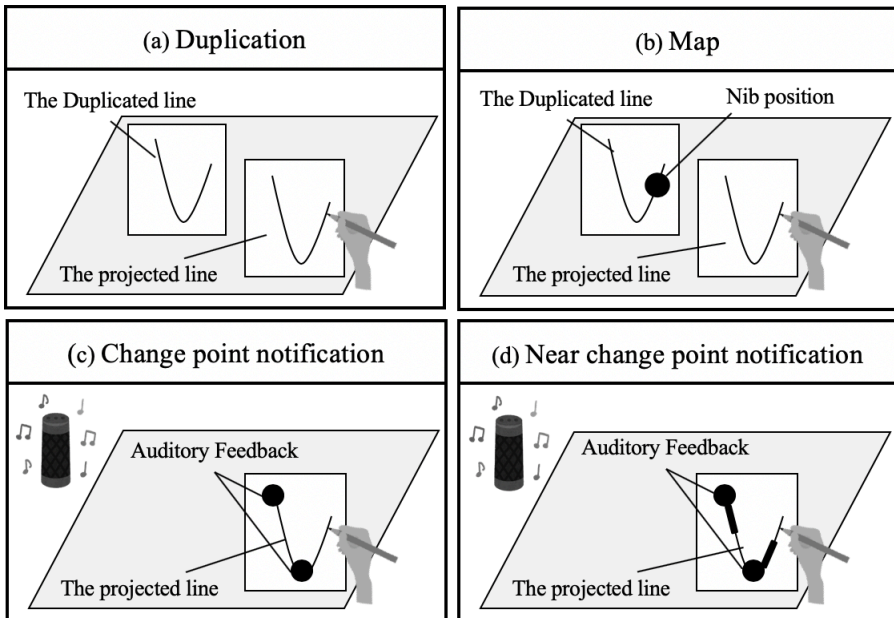 (a) Duplication
The Duplicated line
The projected line
(b) Map
The Duplicated line
Nib position
The projected line
(c) Change point notification
Auditory Feedback
The projected line
(d) Near change point notification
Auditory Feedback
The projected line